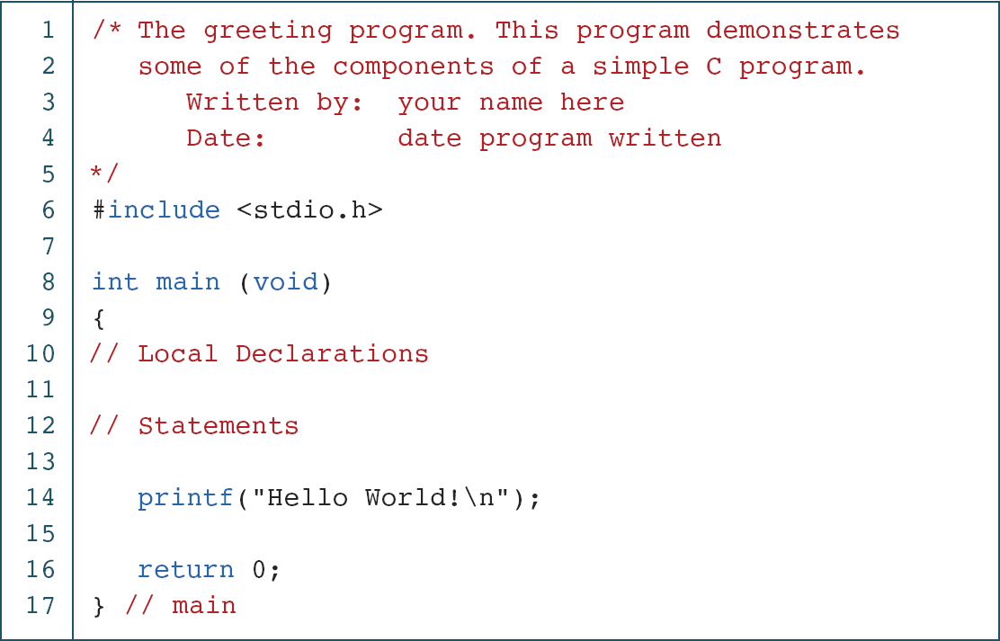 1 /* The greeting program. This program demonstrates
2 some of the components of a simple C program.
3 Written by: your name here
4 Date: date program written
5 */
6 #include <stdio.h>
7
8 int main (void)
9 {
10 // Local Declarations
11
12 // Statements
13
14 printf("Hello World!\n");
15
16 return 0;
17 } // main